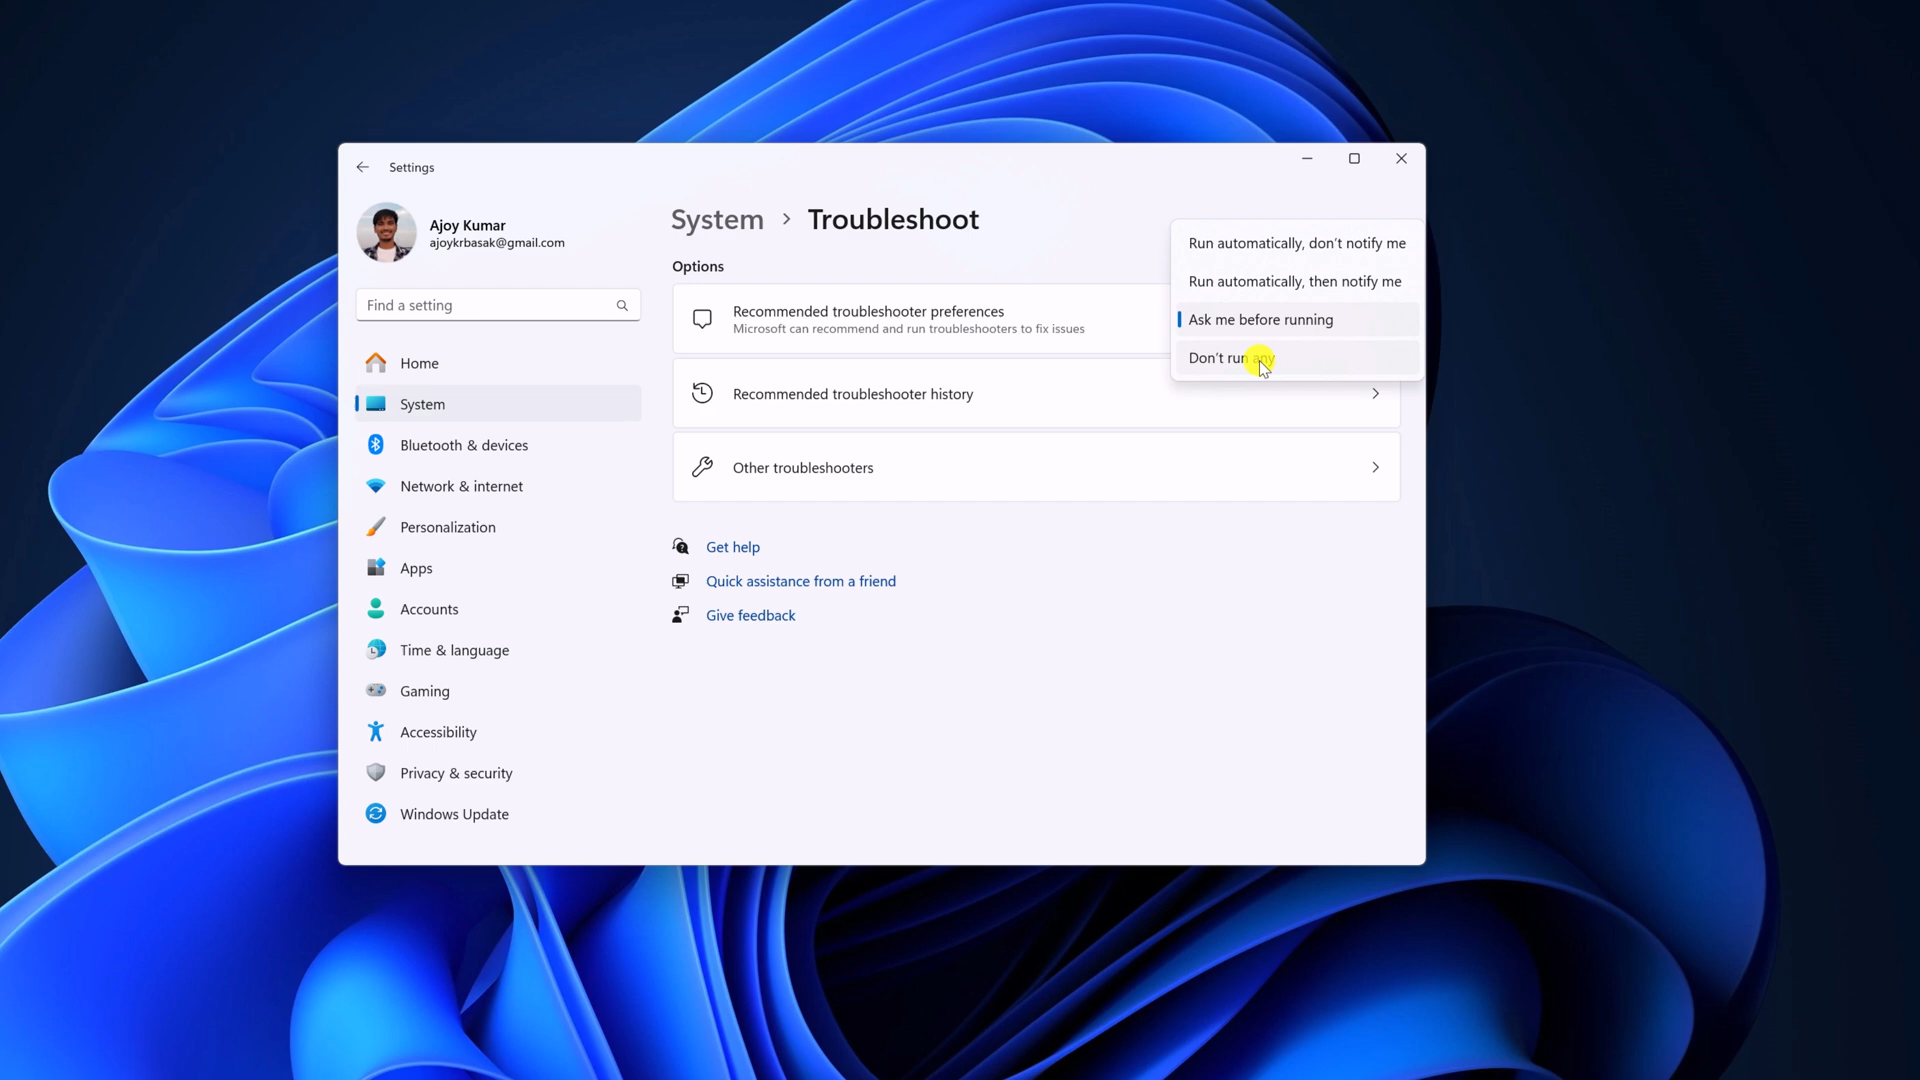 Settings
Ajoy Kumar
ajoykrbasak@gmail.com
Find a setting
Home
System
Bluetooth & devices
Network & internet
Personalization
Apps
Accounts
Time & language
Gaming
Accessibility
Privacy & security
Windows Update
System > Troubleshoot
Options
Recommended troubleshooter preferences
Microsoft can recommend and run troubleshooters to fix issues
Run automatically, don't notify me
Run automatically, then notify me
Ask me before running
Don't run any
Recommended troubleshooter history
Other troubleshooters
Get help
Quick assistance from a friend
Give feedback